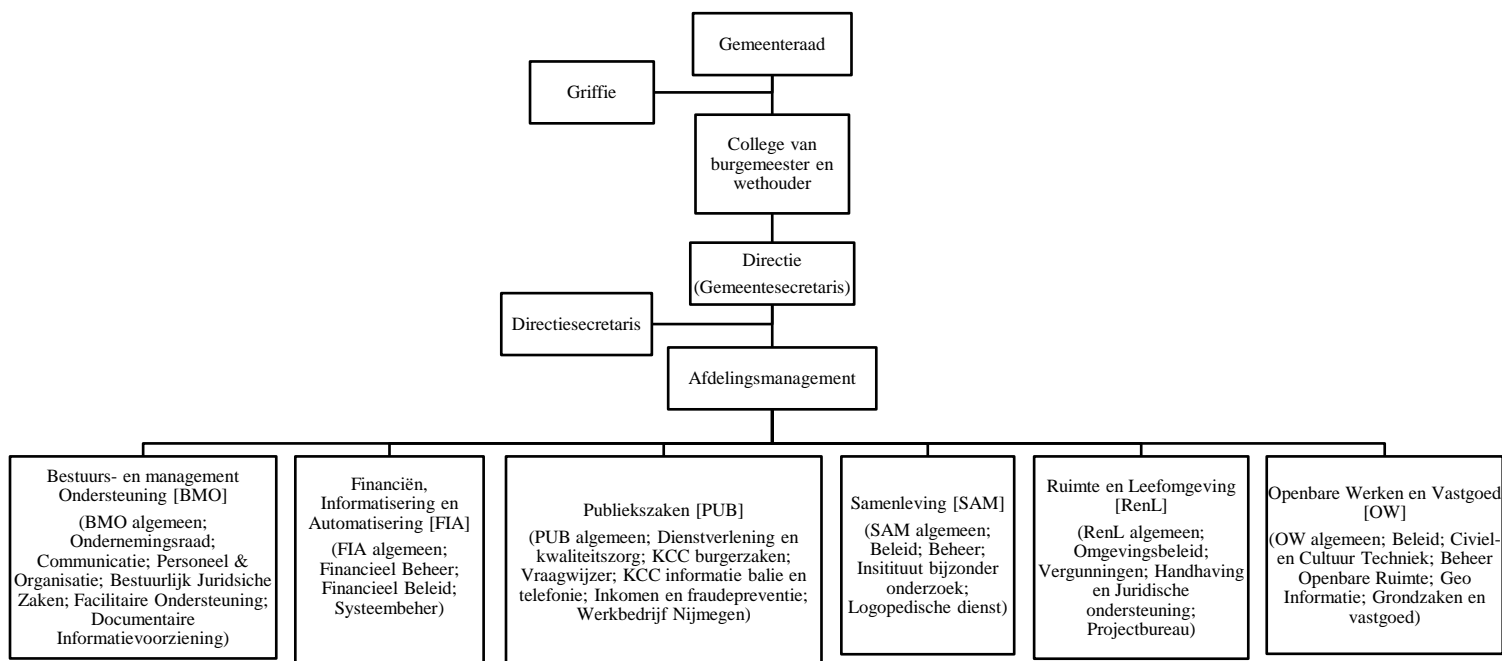 Gemeenteraad
Griffie
College van
burgemeester en
wethouder
Directie
(Gemeentesecretaris)
Directiesecretaris
Afdelingsmanagement
Bestuurs- en management
Ondersteuning [BMO]
(BMO algemeen;
Ondernemingsraad;
Communicatie; Personeel &
Organisatie; Bestuurlijk Juridsiche
Zaken; Facilitaire Ondersteuning;
Documentaire
Informatievoorziening)
Financiën,
Informatisering en
Automatisering [FIA]
(FIA algemeen;
Financieel Beheer;
Financieel Beleid;
Systeembeher)
Publiekszaken [PUB]
(PUB algemeen; Dienstverlening en
kwaliteitszorg; KCC burgerzaken;
Vraagwijzer; KCC informatie balie en
telefonie; Inkomen en fraudepreventie;
Werkbedrijf Nijmegen)
Samenleving [SAM]
(SAM algemeen;
Beleid; Beheer;
Insitituut bijzonder
onderzoek;
Logopedische dienst)
Ruimte en Leefomgeving
[RenL]
(RenL algemeen;
Omgevingsbeleid;
Vergunningen; Handhaving
en Juridische
ondersteuning;
Projectbureau)
Openbare Werken en Vastgoed
[OW]
(OW algemeen; Beleid; Civiel-
en Cultuur Techniek; Beheer
Openbare Ruimte; Geo
Informatie; Grondzaken en
vastgoed)